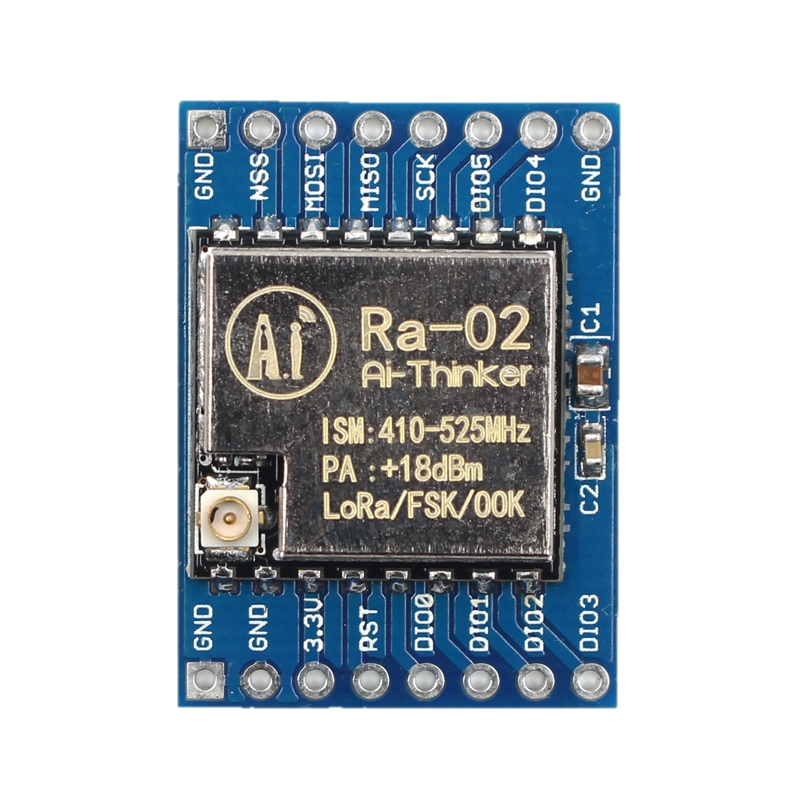 GND NSS MOSI MISO SCK DIO5 DIO4 GND
C1
Ai
Ra-02
Ai-Thinker
ISM:410-525MHz
PA :+18dBm
LoRa/FSK/OOK
C2
GND GND 3.3V RST DIO0 DIO1 DIO2 DIO3